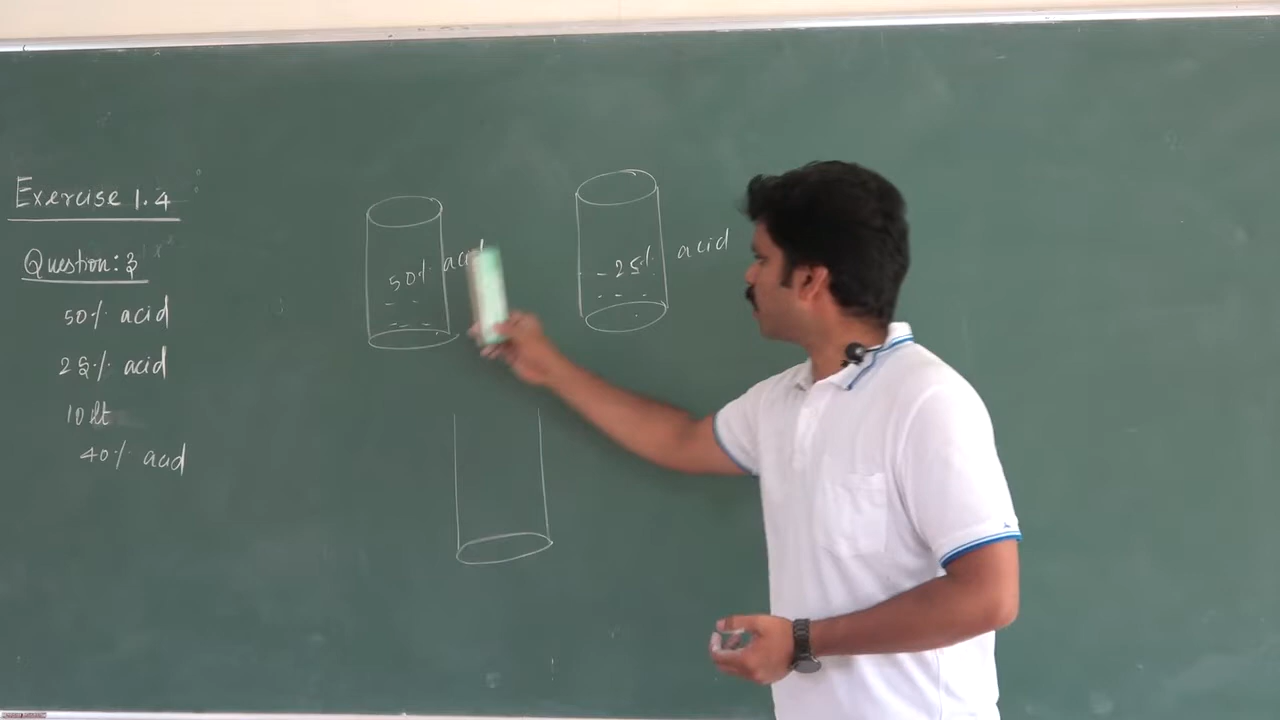 Exercise 1.4
Question: 3
50% acid
25% acid
10 lt
40% acid
50% acid
25% acid